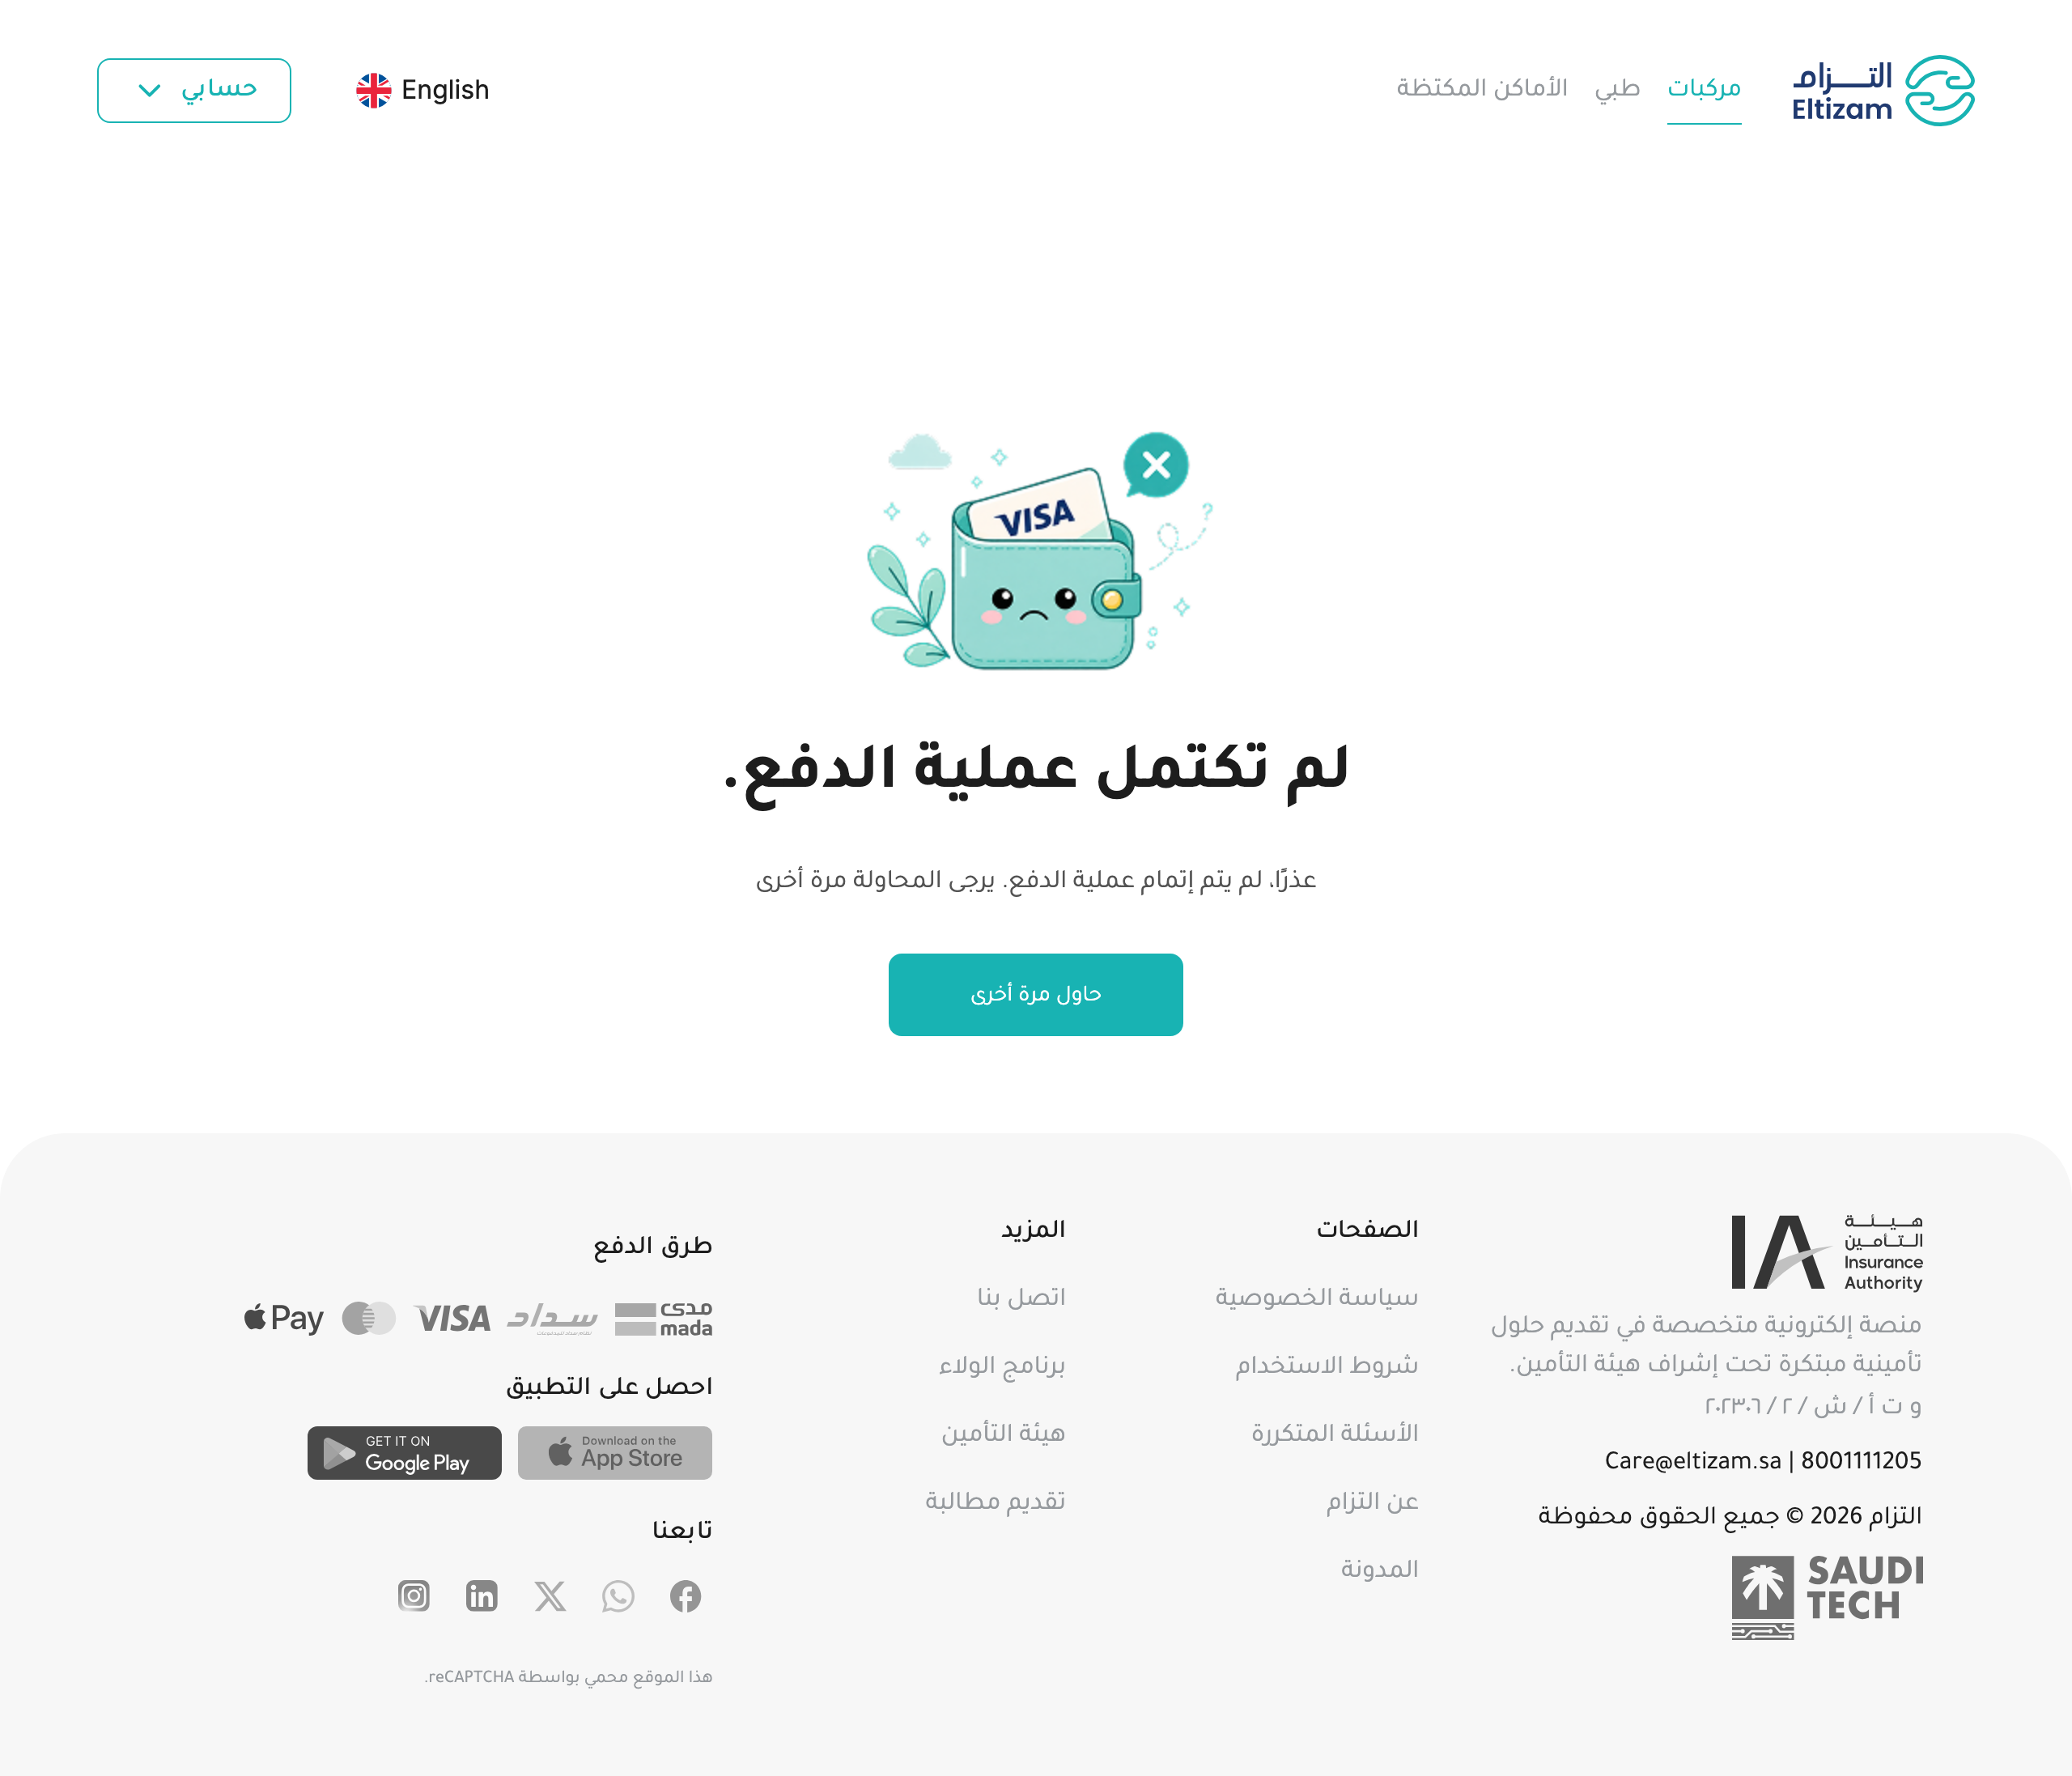 التزام
Eltizam
مركبات
طبي
الأماكن المكتظة
English
حسابي
VISA
?
لم تكتمل عملية الدفع.
عذرًا، لم يتم إتمام عملية الدفع. يرجى المحاولة مرة أخرى
حاول مرة أخرى
هيئة
التأمين
Insurance
Authority
IA
منصة إلكترونية متخصصة في تقديم حلول
تأمينية مبتكرة تحت إشراف هيئة التأمين.
و ت أ / ش / ٢ / ٢٠٢٣٠٦
Care@eltizam.sa | 8001111205
التزام 2026 © جميع الحقوق محفوظة
SAUDI
TECH
الصفحات
سياسة الخصوصية
شروط الاستخدام
الأسئلة المتكررة
عن التزام
المدونة
المزيد
اتصل بنا
برنامج الولاء
هيئة التأمين
تقديم مطالبة
طرق الدفع
مدى
mada
سداد
VISA
Pay
احصل على التطبيق
Download on the
App Store
GET IT ON
Google Play
تابعنا
هذا الموقع محمي بواسطة reCAPTCHA.